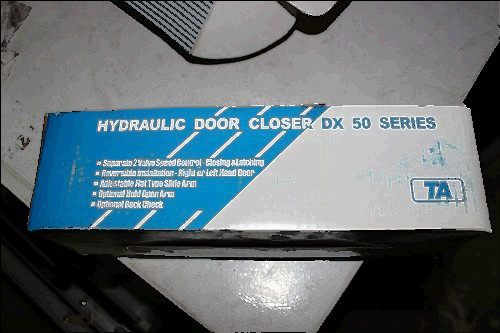 HYDRAULIC DOOR CLOSER DX 50 SERIES
Separate 2 Valve Speed Control - Closing & Latching
Reversible Installation - Right or Left Hand Door
Adjustable Flat Type Slide Arm
Optional Hold Open Arm
Optional Back Check
TA